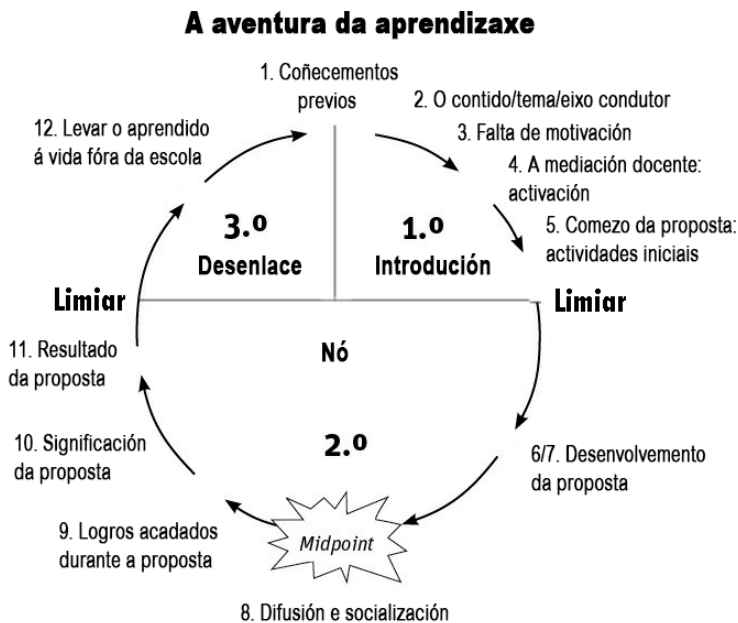 A aventura da aprendizaxe
1. Coñecementos
previos
2. O contido/tema/eixo condutor
3. Falta de motivación
4. A mediación docente:
activación
5. Comezo da proposta:
actividades iniciais
12. Levar o aprendido
á vida fóra da escola
3.º
Desenlace
1.º
Introdución
Limiar
Limiar
Nó
2.º
11. Resultado
da proposta
10. Significación
da proposta
9. Logros acadados
durante a proposta
6/7. Desenvolvemento
da proposta
Midpoint
8. Difusión e socialización